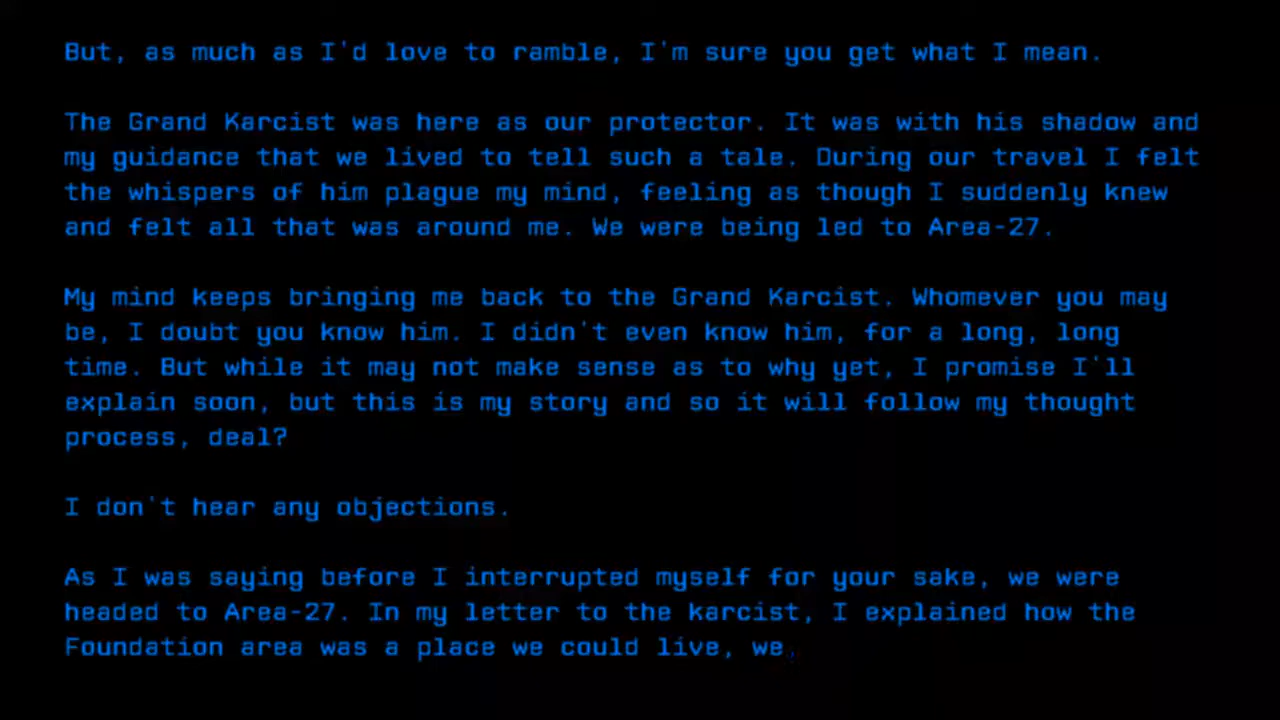 But, as much as I'd love to ramble, I'm sure you get what I mean.
The Grand Karcist was here as our protector. It was with his shadow and
my guidance that we lived to tell such a tale. During our travel I felt
the whispers of him plague my mind, feeling as though I suddenly knew
and felt all that was around me. We were being led to Area-27.
My mind keeps bringing me back to the Grand Karcist. Whomever you may
be, I doubt you know him. I didn't even know him, for a long, long
time. But while it may not make sense as to why yet, I promise I'll
explain soon, but this is my story and so it will follow my thought
process, deal?
I don't hear any objections.
As I was saying before I interrupted myself for your sake, we were
headed to Area-27. In my letter to the karcist, I explained how the
Foundation area was a place we could live, we